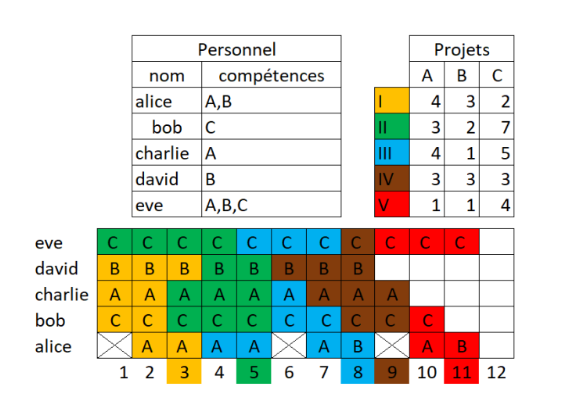 Personnel
nom compétences
alice A,B
bob C
charlie A
david B
eve A,B,C
Projets
A B C
I 4 3 2
II 3 2 7
III 4 1 5
IV 3 3 3
V 1 1 4
eve C C C C C C C C C C C
david B B B B B B B B
charlie A A A A A A A A A
bob C C C C C C C C C C
alice A A A A A B A B
1 2 3 4 5 6 7 8 9 10 11 12